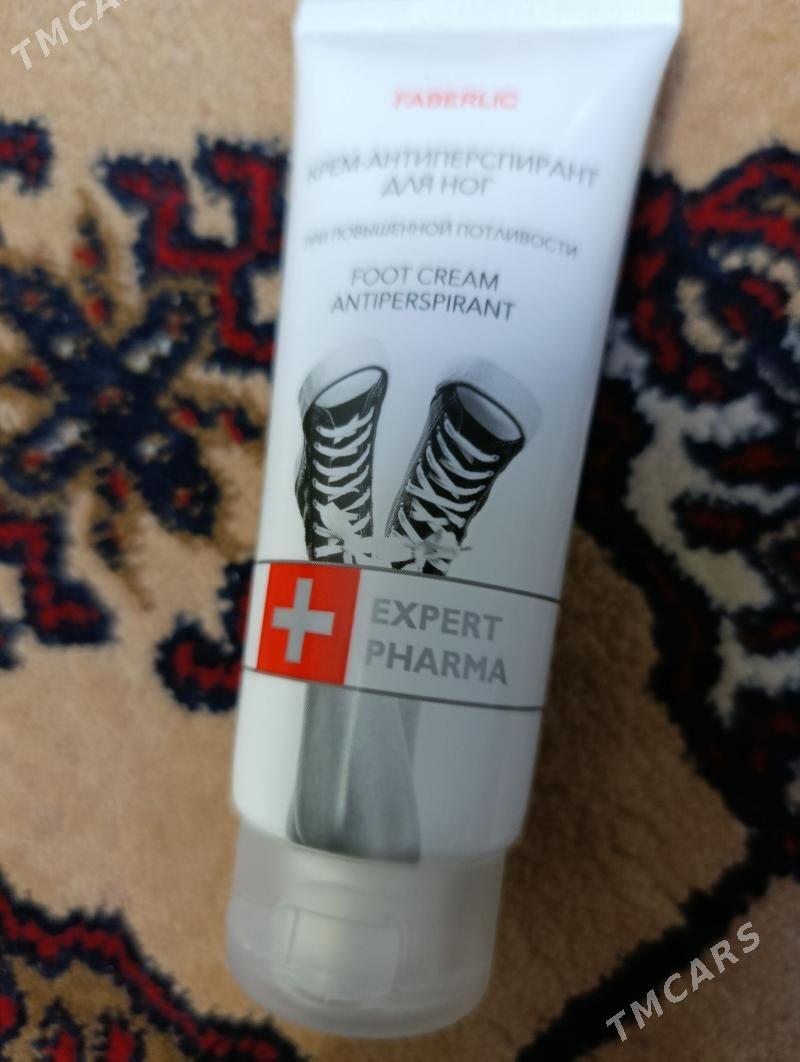 TMCARS
FABERLIC
КРЕМ-АНТИПЕРСПИРАНТ
ДЛЯ НОГ
ПРИ ПОВЫШЕННОЙ ПОТЛИВОСТИ
FOOT CREAM
ANTIPERSPIRANT
EXPERT
PHARMA
TMCARS